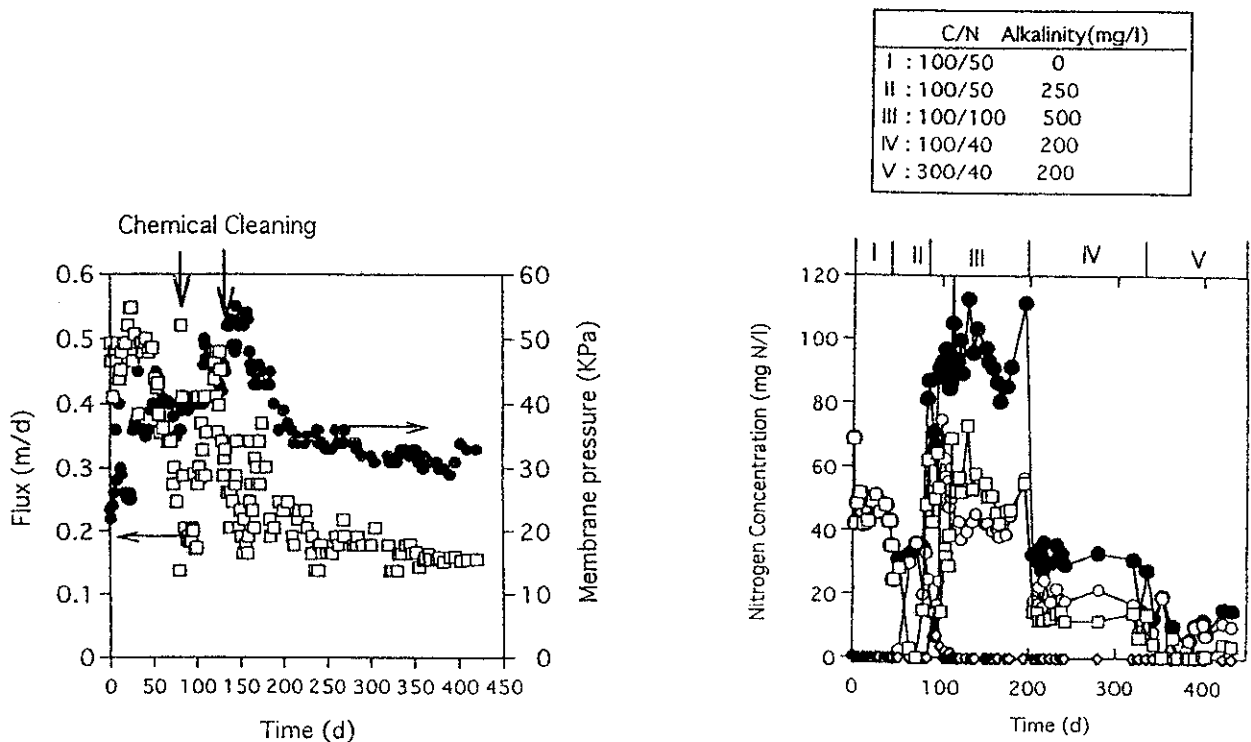 C/N Alkalinity(mg/l)
I : 100/50 0
II : 100/50 250
III : 100/100 500
IV : 100/40 200
V : 300/40 200
Chemical Cleaning
0.6
0.5
0.4
0.3
0.2
0.1
0
Flux (m/d)
60
50
40
30
20
10
0
Membrane pressure (KPa)
0 50 100 150 200 250 300 350 400 450
Time (d)
I II III IV V
120
100
80
60
40
20
0
Nitrogen Concentration (mg N/l)
0 100 200 300 400
Time (d)